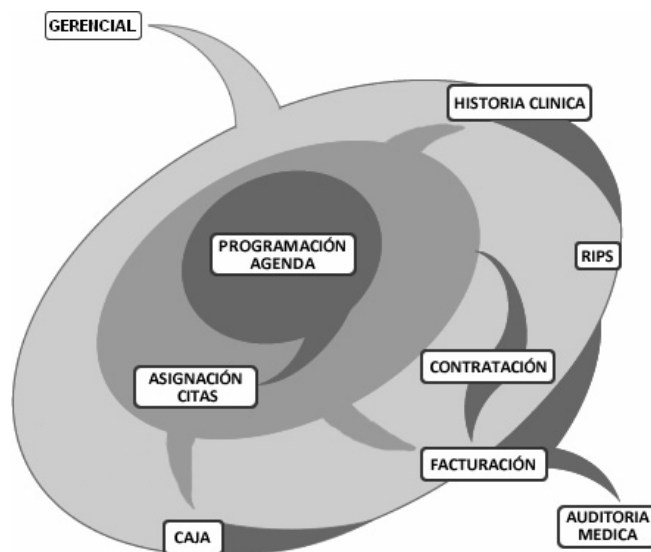 GERENCIAL
HISTORIA CLINICA
PROGRAMACIÓN
AGENDA
RIPS
ASIGNACIÓN
CITAS
CONTRATACIÓN
FACTURACIÓN
CAJA
AUDITORIA
MEDICA